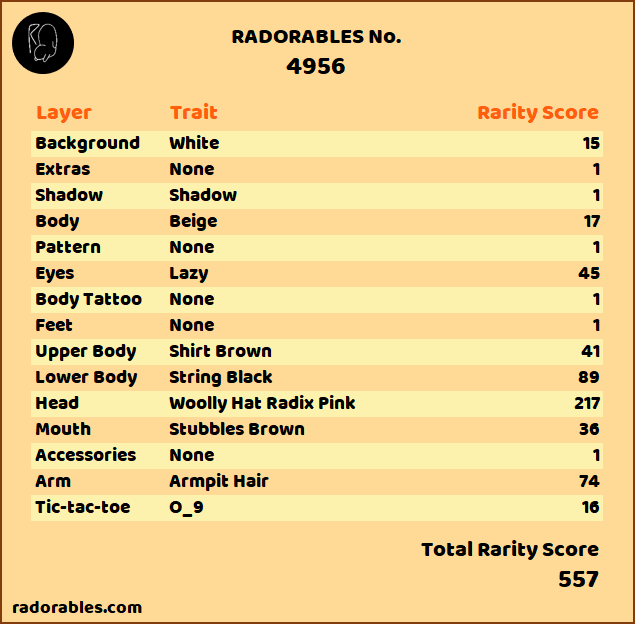 RADORABLES No.
4956
Layer Trait Rarity Score
Background White 15
Extras None 1
Shadow Shadow 1
Body Beige 17
Pattern None 1
Eyes Lazy 45
Body Tattoo None 1
Feet None 1
Upper Body Shirt Brown 41
Lower Body String Black 89
Head Woolly Hat Radix Pink 217
Mouth Stubbles Brown 36
Accessories None 1
Arm Armpit Hair 74
Tic-tac-toe O_9 16
Total Rarity Score
557
radorables.com